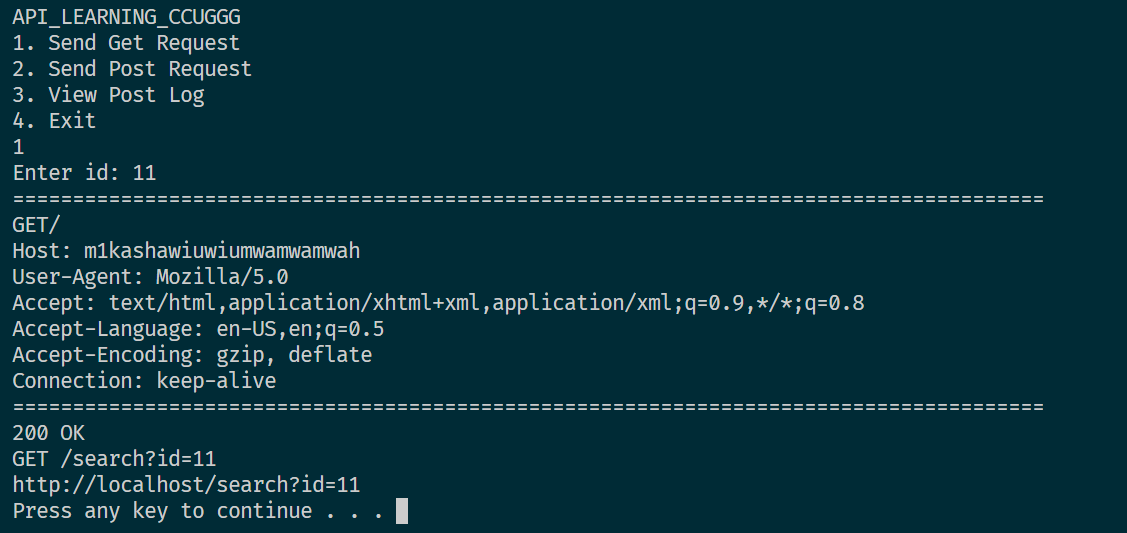 API_LEARNING_CCUGGG
1. Send Get Request
2. Send Post Request
3. View Post Log
4. Exit
1
Enter id: 11
======================================================================================
GET/
Host: m1kashawiuwiumwamwamwah
User-Agent: Mozilla/5.0
Accept: text/html,application/xhtml+xml,application/xml;q=0.9,*/*;q=0.8
Accept-Language: en-US,en;q=0.5
Accept-Encoding: gzip, deflate
Connection: keep-alive
======================================================================================
200 OK
GET /search?id=11
http://localhost/search?id=11
Press any key to continue . . .